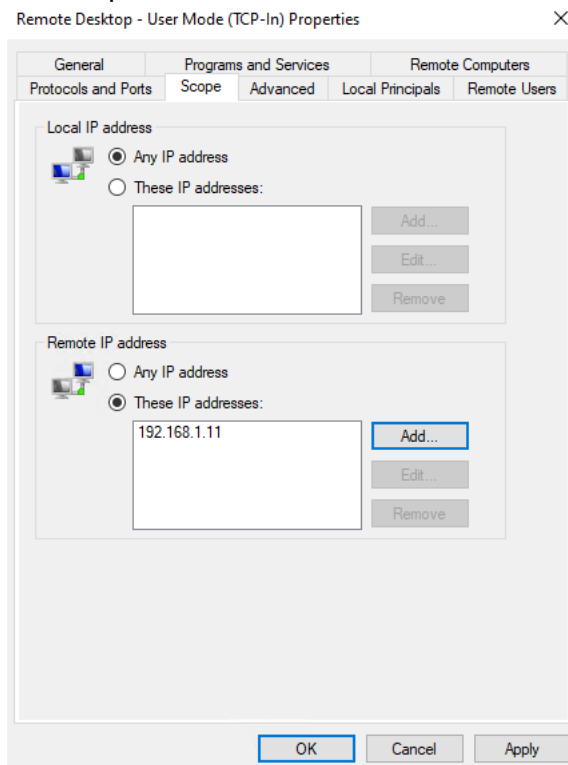 Remote Desktop - User Mode (TCP-In) Properties
General Programs and Services Remote Computers
Protocols and Ports Scope Advanced Local Principals Remote Users
Local IP address
Any IP address
These IP addresses:
Add...
Edit...
Remove
Remote IP address
Any IP address
These IP addresses:
192.168.1.11
Add...
Edit...
Remove
OK Cancel Apply